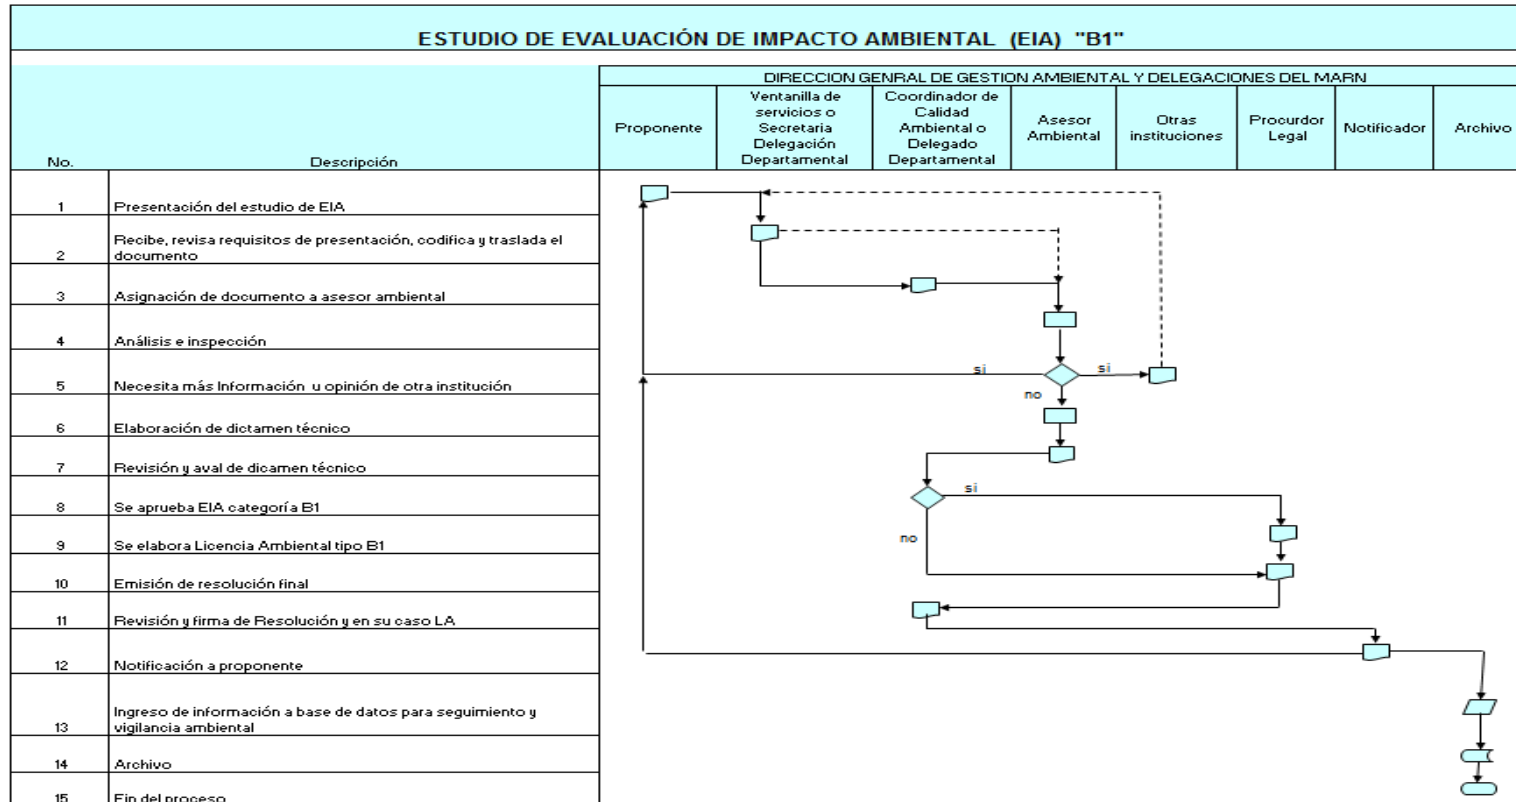 ESTUDIO DE EVALUACIÓN DE IMPACTO AMBIENTAL (EIA) "B1"
DIRECCION GENRAL DE GESTION AMBIENTAL Y DELEGACIONES DEL MARN
No.
Descripción
Proponente
Ventanilla de
servicios o
Secretaria
Delegación
Departamental
Coordinador de
Calidad
Ambiental o
Delegado
Departamental
Asesor
Ambiental
Otras
instituciones
Procurdor
Legal
Notificador
Archivo
1 Presentación del estudio de EIA
Recibe, revisa requisitos de presentación, codifica y traslada el
2 documento
3 Asignación de documento a asesor ambiental
4 Análisis e inspección
5 Necesita más Información u opinión de otra institución
si
si
no
6 Elaboración de dictamen técnico
7 Revisión y aval de dicamen técnico
8 Se aprueba EIA categoría B1
si
9 Se elabora Licencia Ambiental tipo B1
no
10 Emisión de resolución final
11 Revisión y firma de Resolución y en su caso LA
12 Notificación a proponente
Ingreso de información a base de datos para seguimiento y
13 vigilancia ambiental
14 Archivo
15 Fin del proceso